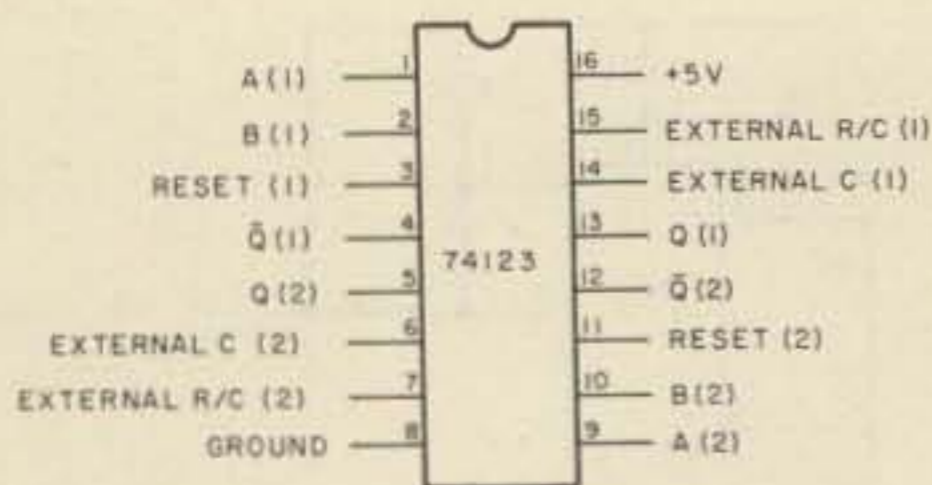 A(1) 1 16 +5V
B(1) 2 15 EXTERNAL R/C (1)
RESET (1) 3 14 EXTERNAL C (1)
Q̄(1) 4 13 Q(1)
74123
Q(2) 5 12 Q̄(2)
EXTERNAL C (2) 6 11 RESET (2)
EXTERNAL R/C (2) 7 10 B(2)
GROUND 8 9 A(2)